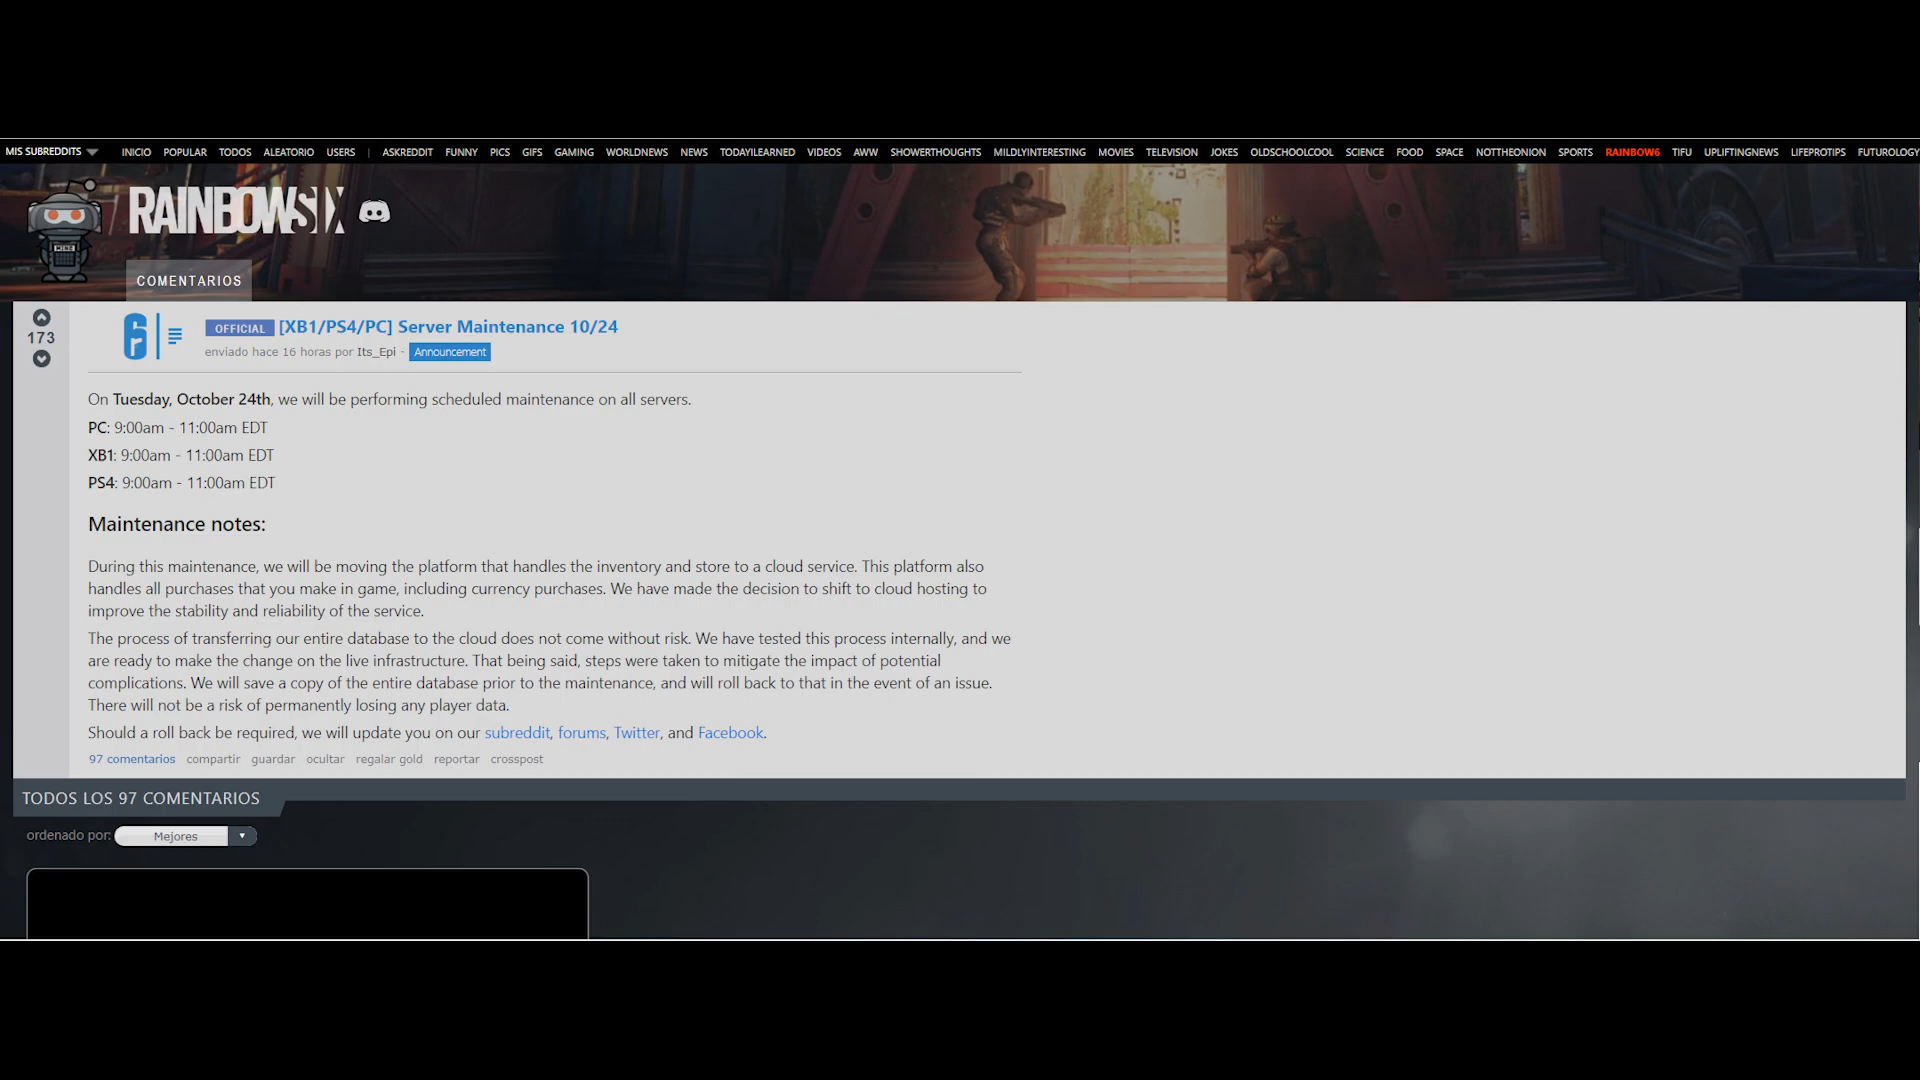 MIS SUBREDDITS INICIO POPULAR TODOS ALEATORIO USERS | ASKREDDIT FUNNY PICS GIFS GAMING WORLDNEWS NEWS TODAYILEARNED VIDEOS AWW SHOWERTHOUGHTS MILDLYINTERESTING MOVIES TELEVISION JOKES OLDSCHOOLCOOL SCIENCE FOOD SPACE NOTTHEONION SPORTS RAINBOW6 TIFU UPLIFTINGNEWS LIFEPROTIPS FUTUROLOGY
RAINBOWSIX
COMENTARIOS
173
OFFICIAL [XB1/PS4/PC] Server Maintenance 10/24
enviado hace 16 horas por Its_Epi - Announcement
On Tuesday, October 24th, we will be performing scheduled maintenance on all servers.
PC: 9:00am - 11:00am EDT
XB1: 9:00am - 11:00am EDT
PS4: 9:00am - 11:00am EDT
Maintenance notes:
During this maintenance, we will be moving the platform that handles the inventory and store to a cloud service. This platform also
handles all purchases that you make in game, including currency purchases. We have made the decision to shift to cloud hosting to
improve the stability and reliability of the service.
The process of transferring our entire database to the cloud does not come without risk. We have tested this process internally, and we
are ready to make the change on the live infrastructure. That being said, steps were taken to mitigate the impact of potential
complications. We will save a copy of the entire database prior to the maintenance, and will roll back to that in the event of an issue.
There will not be a risk of permanently losing any player data.
Should a roll back be required, we will update you on our subreddit, forums, Twitter, and Facebook.
97 comentarios compartir guardar ocultar regalar gold reportar crosspost
TODOS LOS 97 COMENTARIOS
ordenado por: Mejores